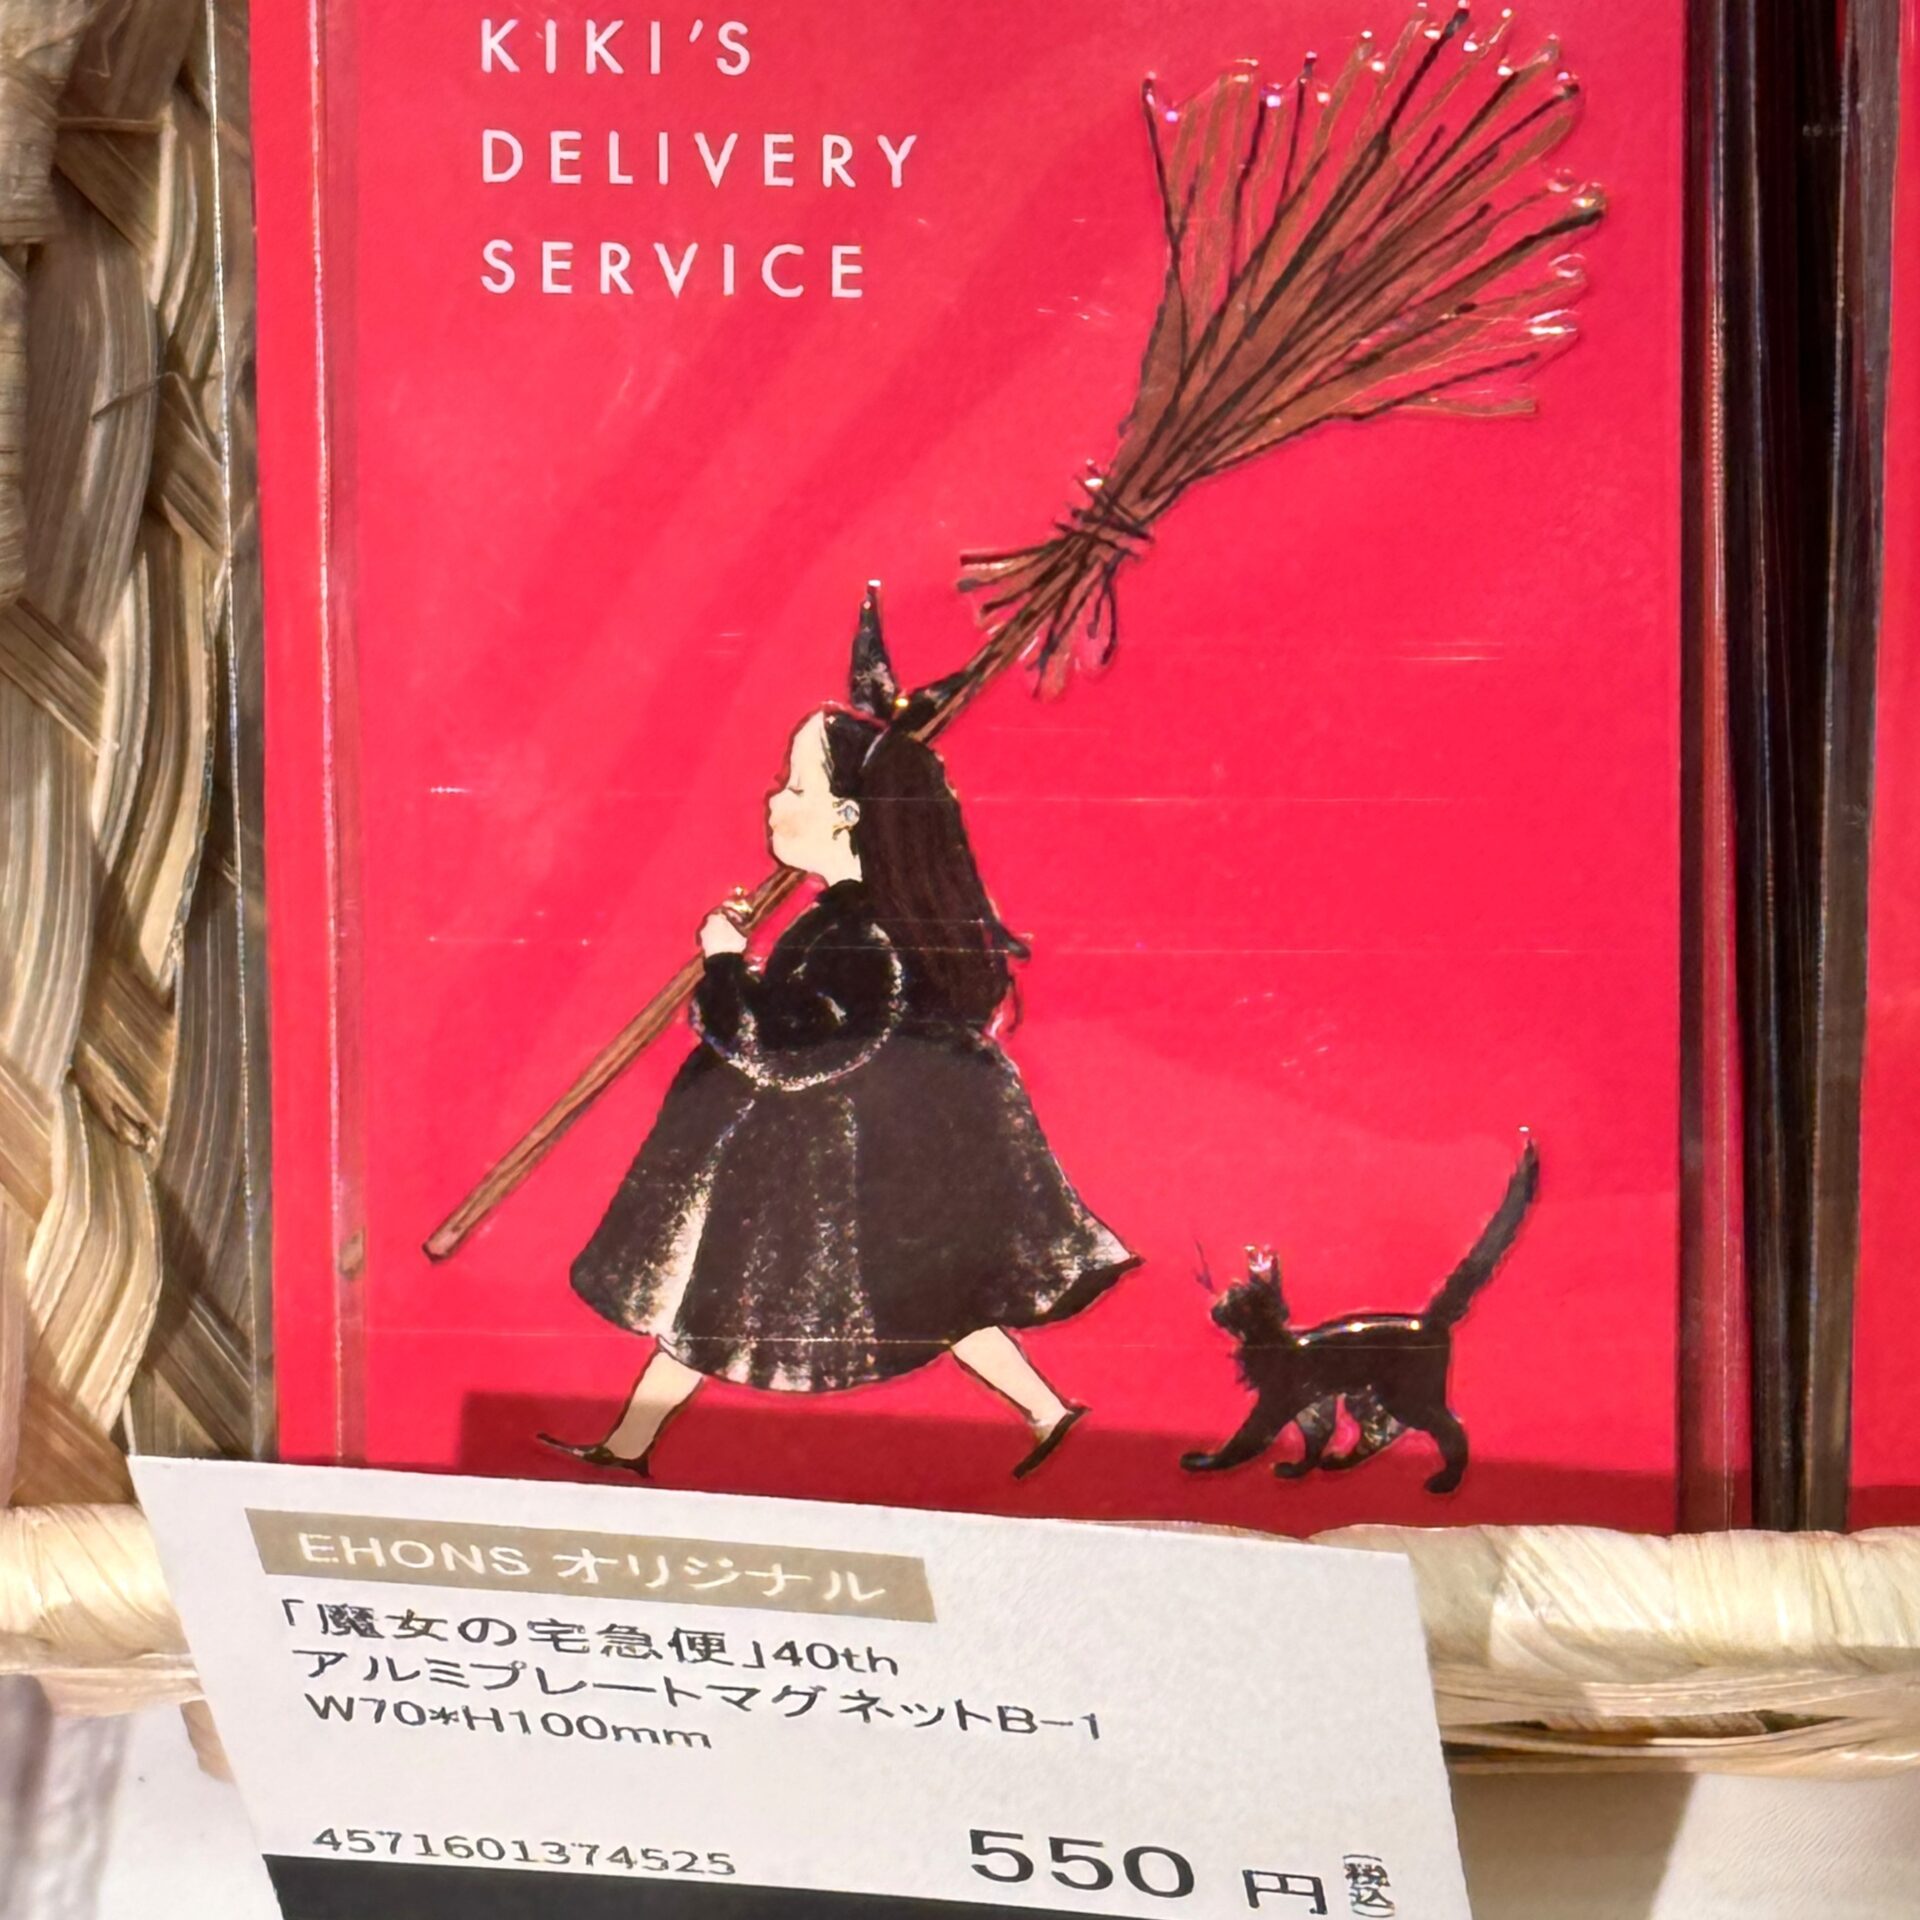 KIKI'S
DELIVERY
SERVICE
EHONS オリジナル
「魔女の宅急便」40th
アルミプレートマグネットB-1
W70*H100mm
4571601374525
550 円 (税込)